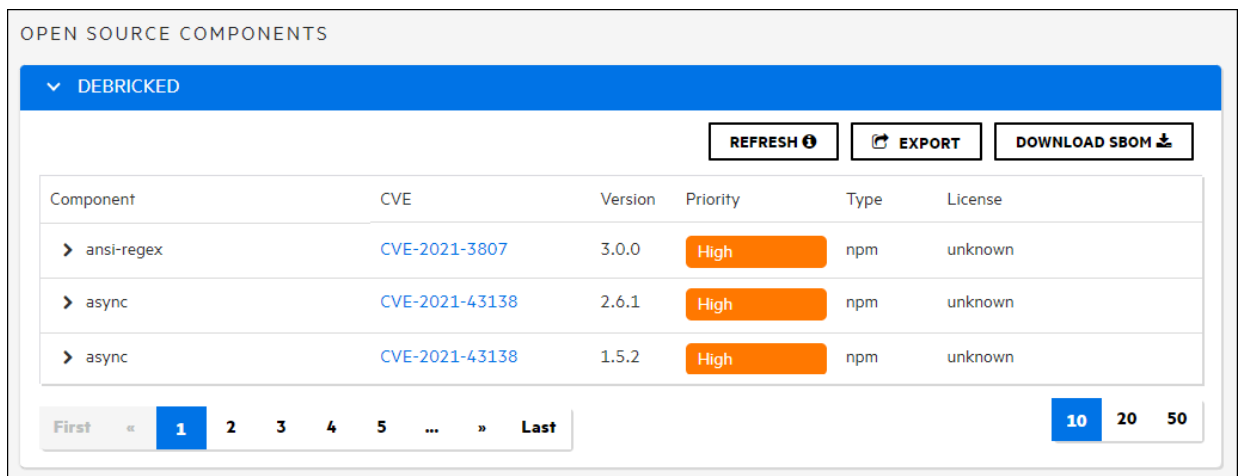 OPEN SOURCE COMPONENTS
DEBRICKED
REFRESH EXPORT DOWNLOAD SBOM
Component CVE Version Priority Type License
ansi-regex CVE-2021-3807 3.0.0 High npm unknown
async CVE-2021-43138 2.6.1 High npm unknown
async CVE-2021-43138 1.5.2 High npm unknown
First « 1 2 3 4 5 ... » Last 10 20 50